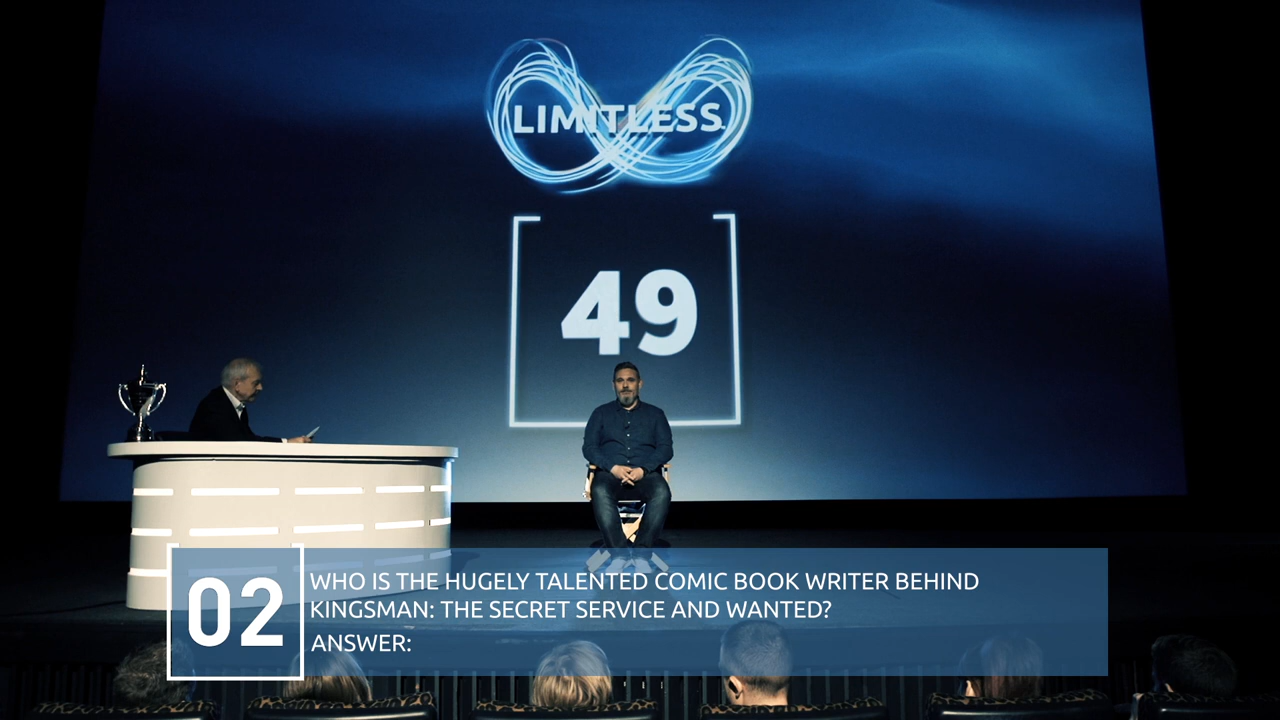 LIMITLESS
49
02
WHO IS THE HUGELY TALENTED COMIC BOOK WRITER BEHIND
KINGSMAN: THE SECRET SERVICE AND WANTED?
ANSWER: